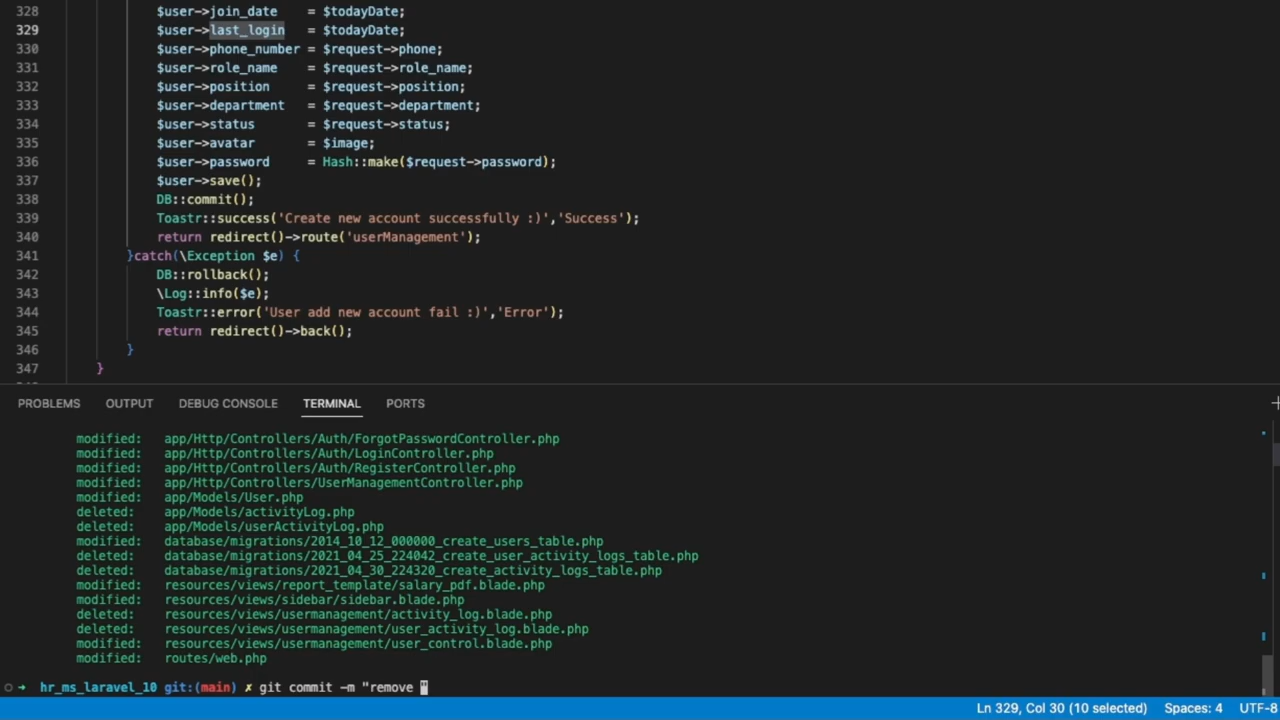 328 $user->join_date = $todayDate;
329 $user->last_login = $todayDate;
330 $user->phone_number = $request->phone;
331 $user->role_name = $request->role_name;
332 $user->position = $request->position;
333 $user->department = $request->department;
334 $user->status = $request->status;
335 $user->avatar = $image;
336 $user->password = Hash::make($request->password);
337 $user->save();
338 DB::commit();
339 Toastr::success('Create new account successfully :)','Success');
340 return redirect()->route('userManagement');
341 }catch(\Exception $e) {
342 DB::rollback();
343 \Log::info($e);
344 Toastr::error('User add new account fail :)','Error');
345 return redirect()->back();
346 }
347 }
PROBLEMS OUTPUT DEBUG CONSOLE TERMINAL PORTS
modified: app/Http/Controllers/Auth/ForgotPasswordController.php
modified: app/Http/Controllers/Auth/LoginController.php
modified: app/Http/Controllers/Auth/RegisterController.php
modified: app/Http/Controllers/UserManagementController.php
modified: app/Models/User.php
deleted: app/Models/activityLog.php
deleted: app/Models/userActivityLog.php
modified: database/migrations/2014_10_12_000000_create_users_table.php
deleted: database/migrations/2021_04_25_224042_create_user_activity_logs_table.php
deleted: database/migrations/2021_04_30_224320_create_activity_logs_table.php
modified: resources/views/report_template/salary_pdf.blade.php
modified: resources/views/sidebar/sidebar.blade.php
deleted: resources/views/usermanagement/activity_log.blade.php
deleted: resources/views/usermanagement/user_activity_log.blade.php
modified: resources/views/usermanagement/user_control.blade.php
modified: routes/web.php
➜ hr_ms_laravel_10 git:(main) ✗ git commit -m "remove "
Ln 329, Col 30 (10 selected) Spaces: 4 UTF-8